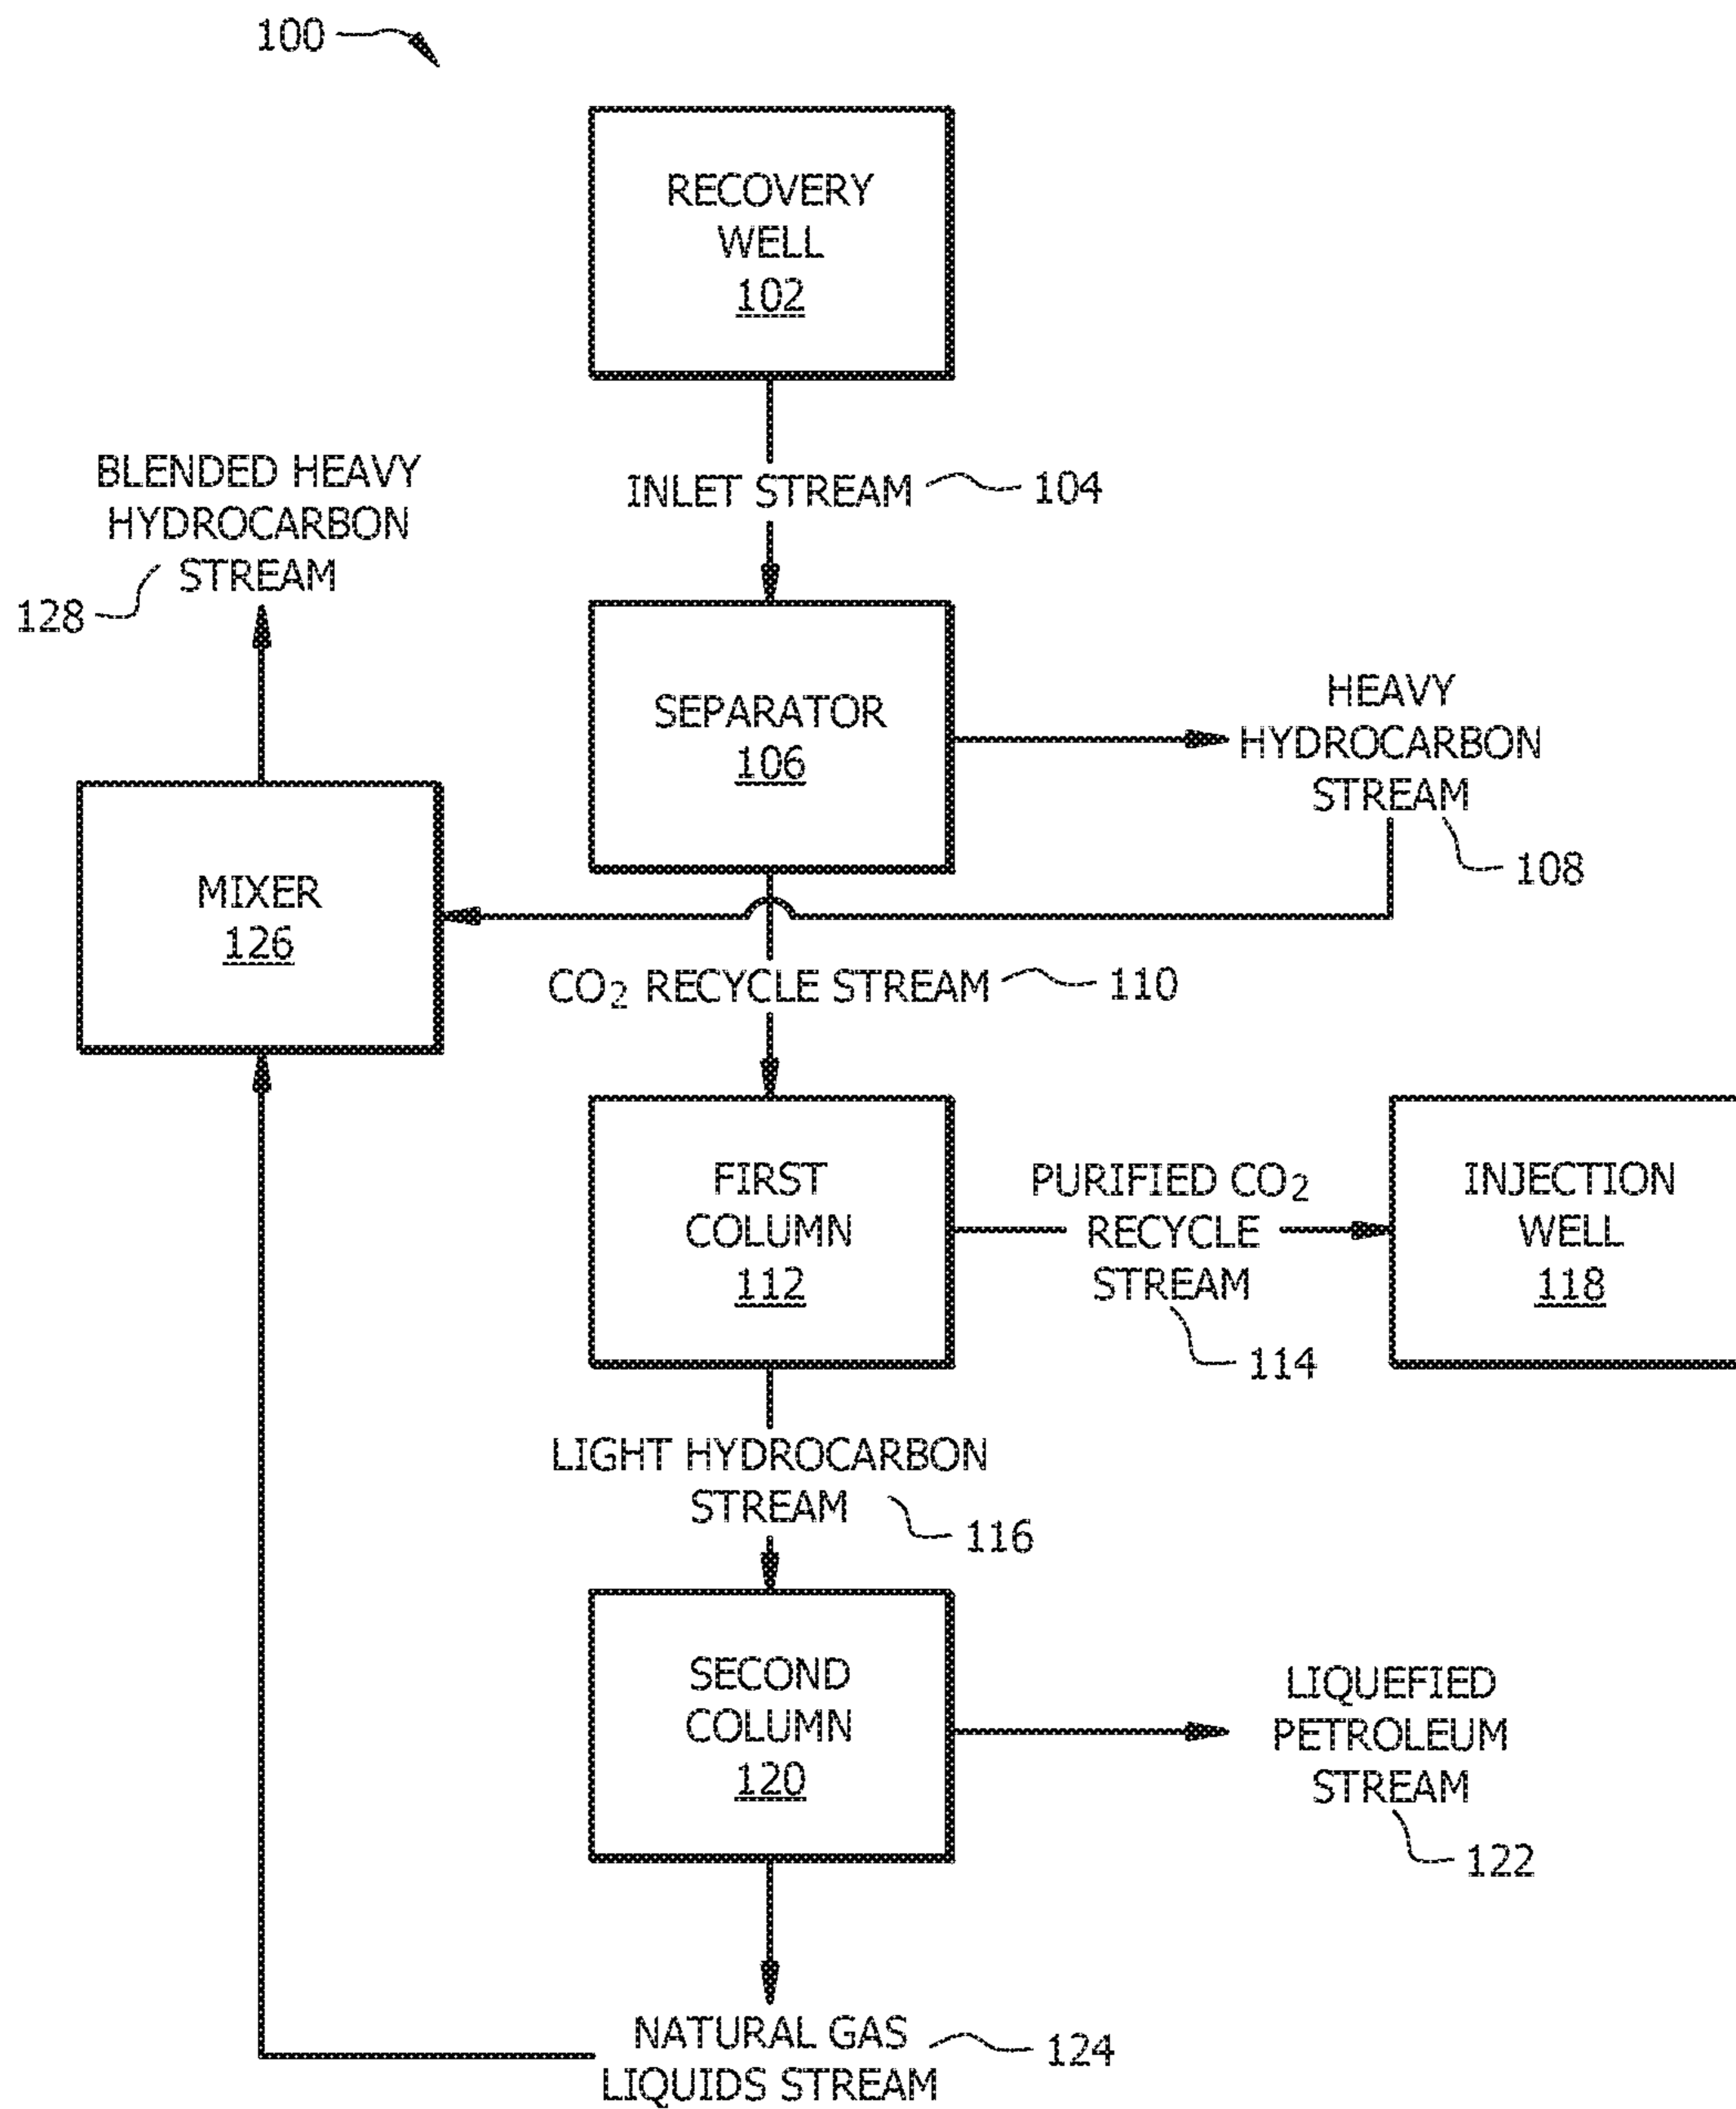 100
RECOVERY
WELL
102
INLET STREAM 104
BLENDED HEAVY
HYDROCARBON
STREAM
128
SEPARATOR
106
HEAVY
HYDROCARBON
STREAM
108
MIXER
126
CO₂ RECYCLE STREAM 110
FIRST
COLUMN
112
PURIFIED CO₂
RECYCLE
STREAM
114
INJECTION
WELL
118
LIGHT HYDROCARBON
STREAM
116
SECOND
COLUMN
120
LIQUEFIED
PETROLEUM
STREAM
122
NATURAL GAS
LIQUIDS STREAM
124